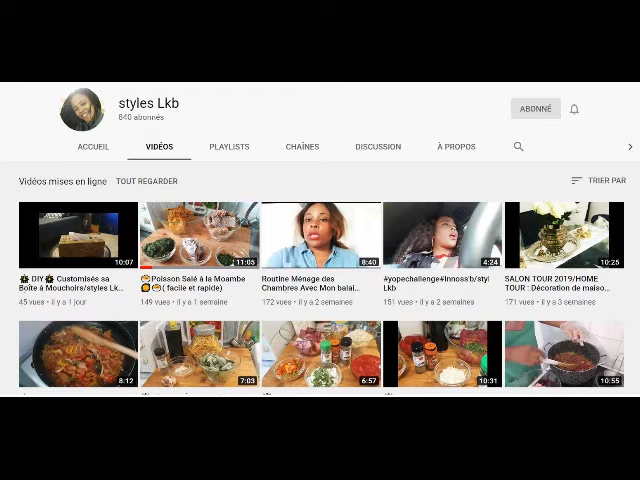 styles Lkb
840 abonnés
ABONNÉ
ACCUEIL VIDÉOS PLAYLISTS CHAÎNES DISCUSSION À PROPOS
Vidéos mises en ligne TOUT REGARDER TRIER PAR
10:07 11:05 8:40 4:24 10:25
DIY Customisés sa
Boîte à Mouchoirs/styles Lk...
45 vues • il y a 1 jour
Poisson Salé à la Moambe
( facile et rapide)
149 vues • il y a 1 semaine
Routine Ménage des
Chambres Avec Mon balai...
172 vues • il y a 2 semaines
#yopechallenge#Innoss'b/styl
Lkb
151 vues • il y a 2 semaines
SALON TOUR 2019/HOME
TOUR : Décoration de maiso...
171 vues • il y a 3 semaines
8:12 7:03 6:57 10:31 10:55